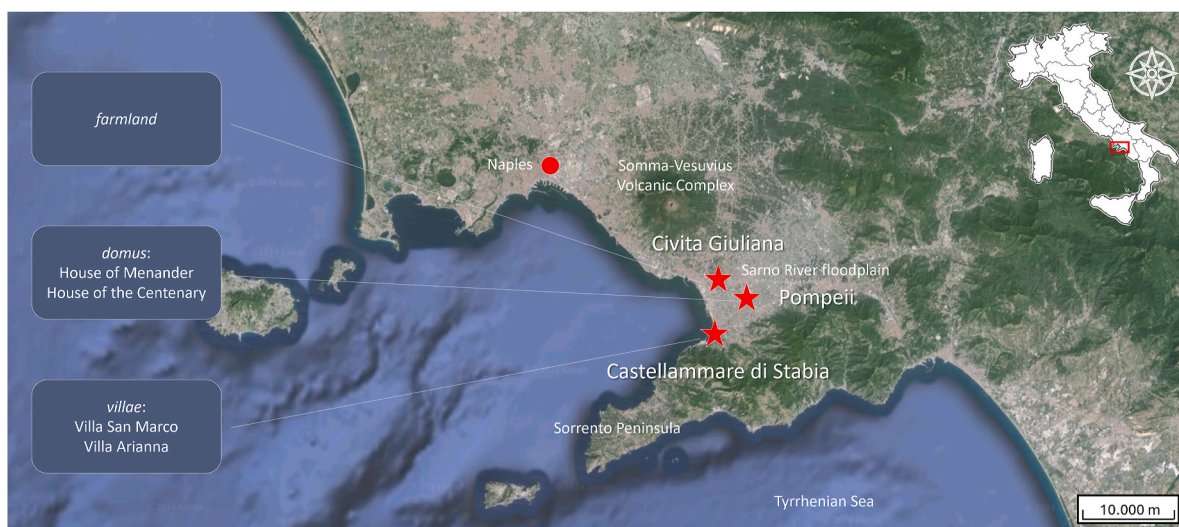 farmland
Naples
Somma-Vesuvius
Volcanic Complex
domus:
House of Menander
House of the Centenary
Civita Giuliana
Sarno River floodplain
Pompeii
villae:
Villa San Marco
Villa Arianna
Castellammare di Stabia
Sorrento Peninsula
Tyrrhenian Sea
10.000 m